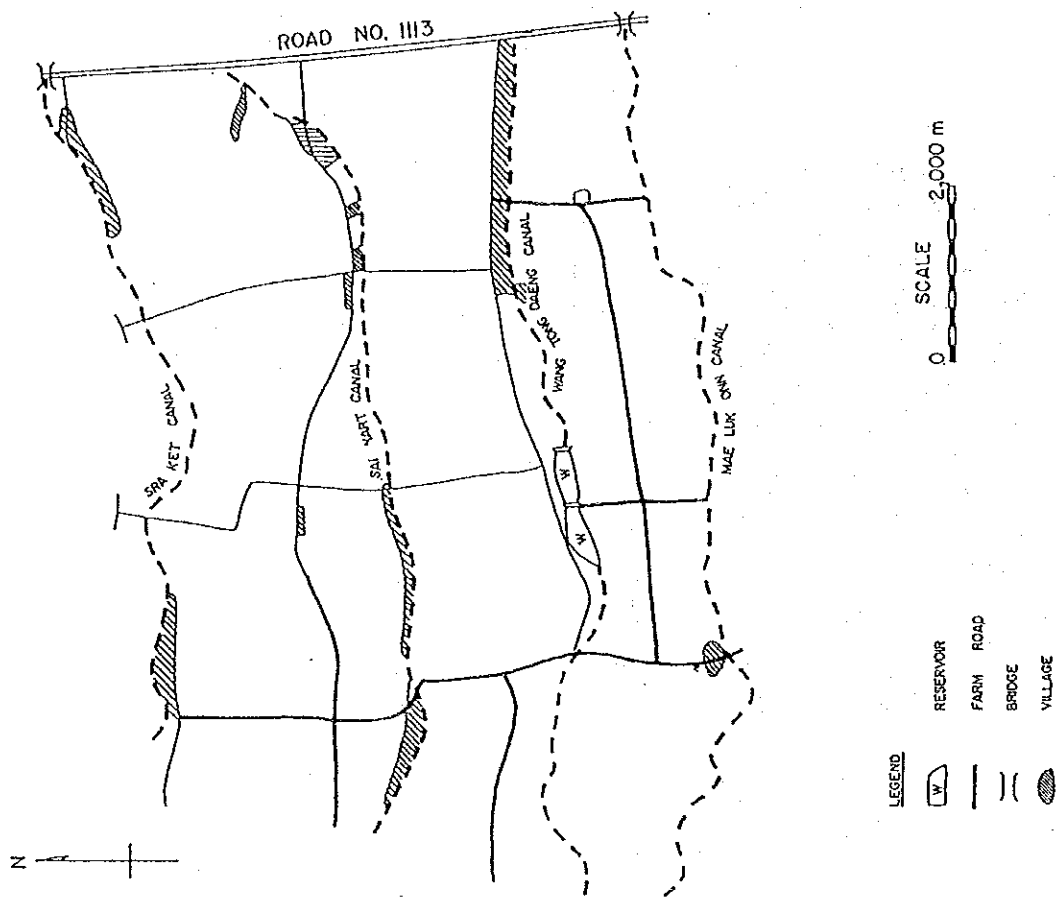 ROAD NO. 1113
SRA KET CANAL
SAI YART CANAL
WANG TONG DAENG CANAL
W
W
MAE LUK ONN CANAL
N
SCALE
0 2,000 m
LEGEND
W RESERVOIR
FARM ROAD
BRIDGE
VILLAGE